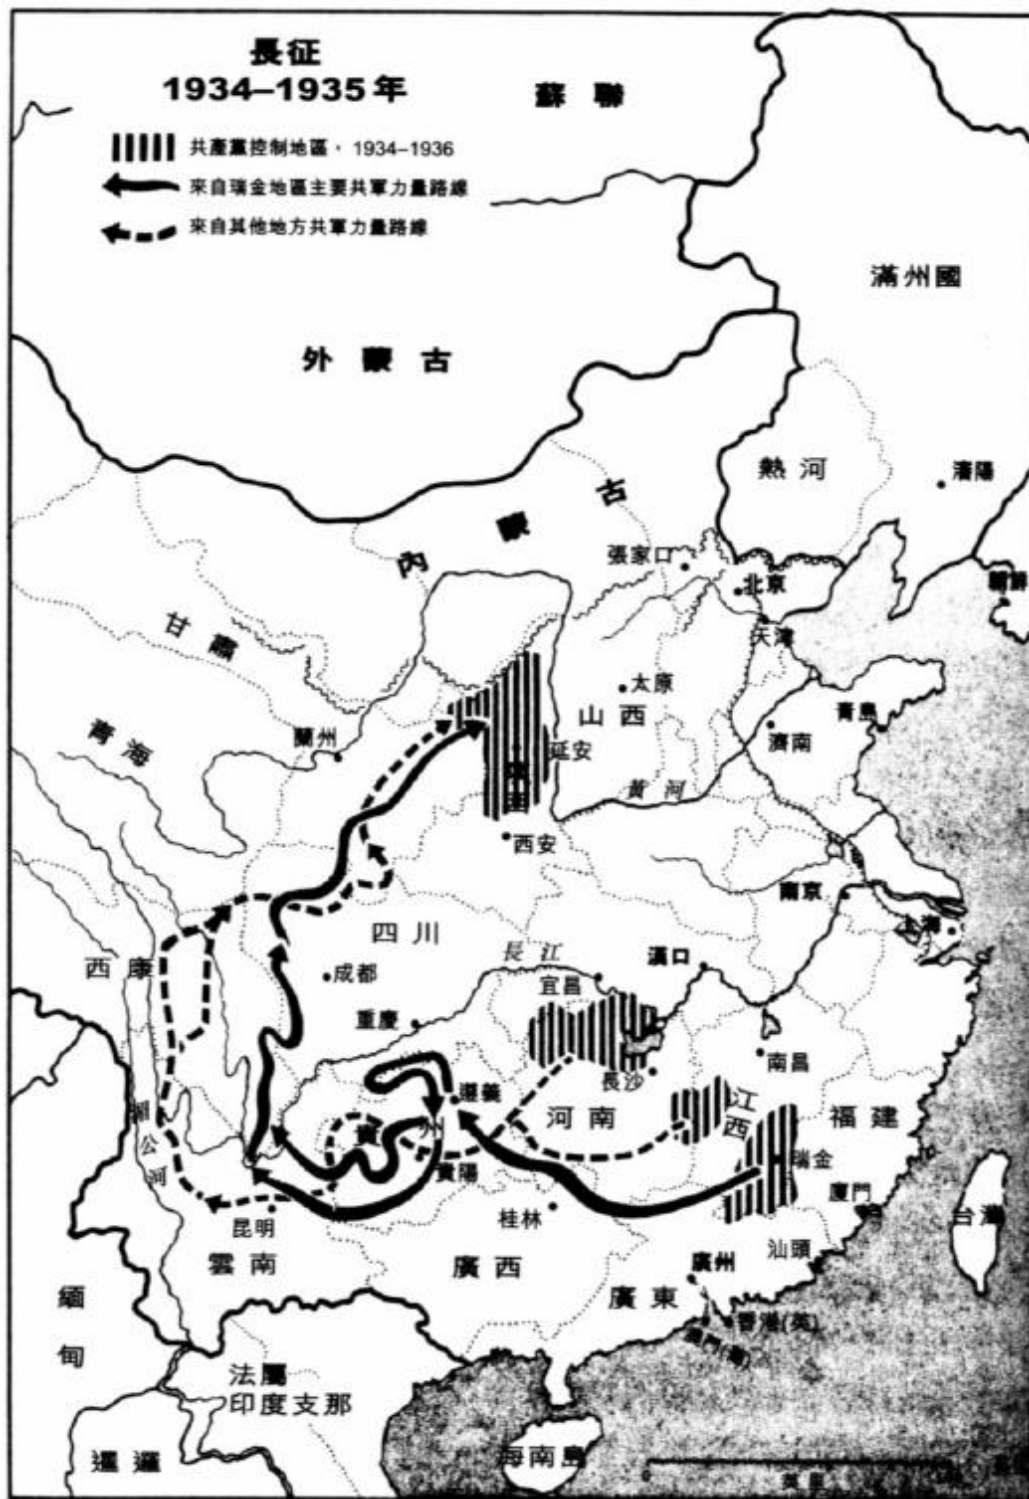 長征
1934–1935年
共產黨控制地區，1934–1936
來自瑞金地區主要共軍力量路線
來自其他地方共軍力量路線
蘇聯
滿州國
外蒙古
熱河
瀋陽
內蒙古
張家口
北京
朝鮮
天津
甘肅
太原
山西
青島
濟南
青海
蘭州
延安
黃河
西安
南京
上海
四川
長江
漢口
西康
成都
宜昌
重慶
南昌
長沙
遵義
江西
河南
福建
貴州
湄公河
貴陽
瑞金
廈門
台灣
昆明
桂林
汕頭
雲南
廣西
廣州
廣東
香港(英)
緬甸
法屬
印度支那
暹邏
海南島
0
英里